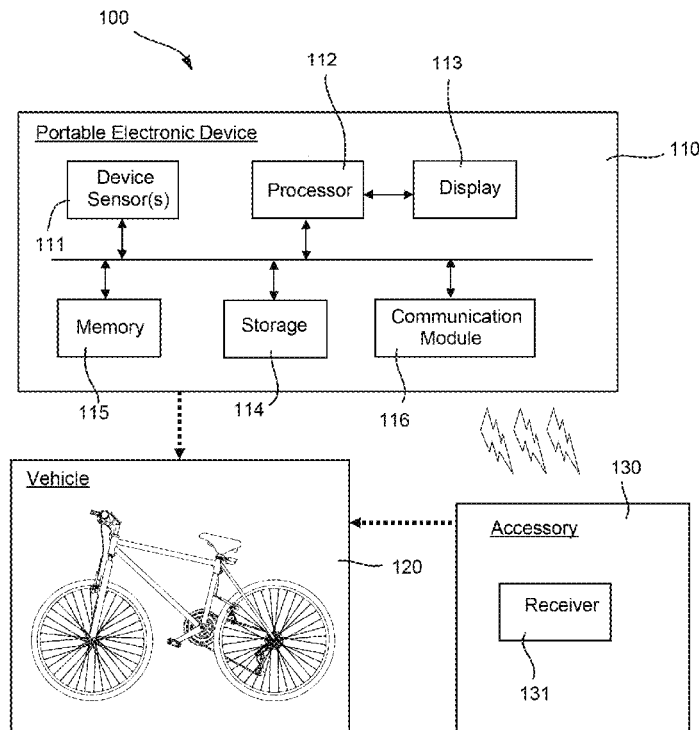 100
112
113
Portable Electronic Device
110
Device
Sensor(s)
Processor
Display
111
Memory
Storage
Communication
Module
115
114
116
Vehicle
130
Accessory
120
Receiver
131